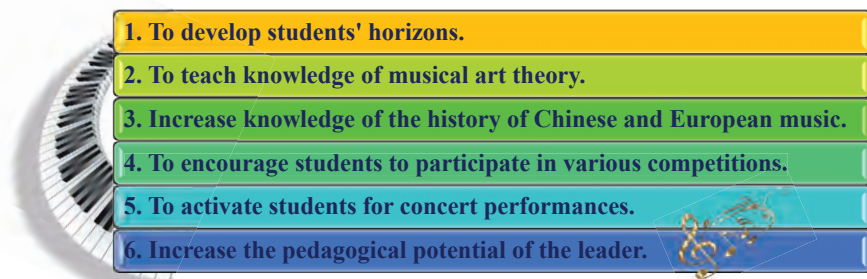 1. To develop students' horizons.
2. To teach knowledge of musical art theory.
3. Increase knowledge of the history of Chinese and European music.
4. To encourage students to participate in various competitions.
5. To activate students for concert performances.
6. Increase the pedagogical potential of the leader.